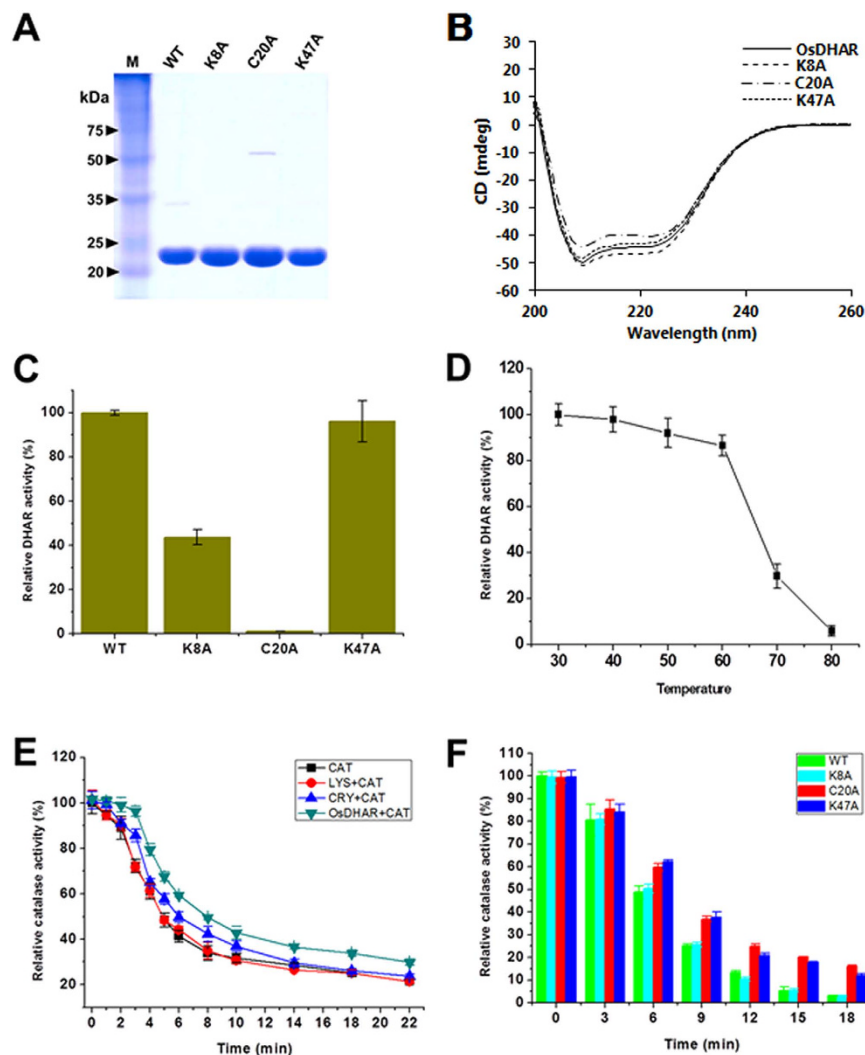 A
M WT K8A C20A K47A
kDa
75
50
35
25
20
B
30
20
10
0
-10
-20
-30
-40
-50
-60
CD (mdeg)
OsDHAR
K8A
C20A
K47A
200 220 240 260
Wavelength (nm)
C
Relative DHAR activity (%)
100
80
60
40
20
0
WT K8A C20A K47A
D
Relative DHAR activity (%)
120
100
80
60
40
20
0
30 40 50 60 70 80
Temperature
E
Relative catalase activity (%)
120
100
80
60
40
20
CAT
LYS+CAT
CRY+CAT
OsDHAR+CAT
0 2 4 6 8 10 12 14 16 18 20 22
Time (min)
F
Relative catalase activity (%)
110
100
90
80
70
60
50
40
30
20
10
0
WT
K8A
C20A
K47A
0 3 6 9 12 15 18
Time (min)